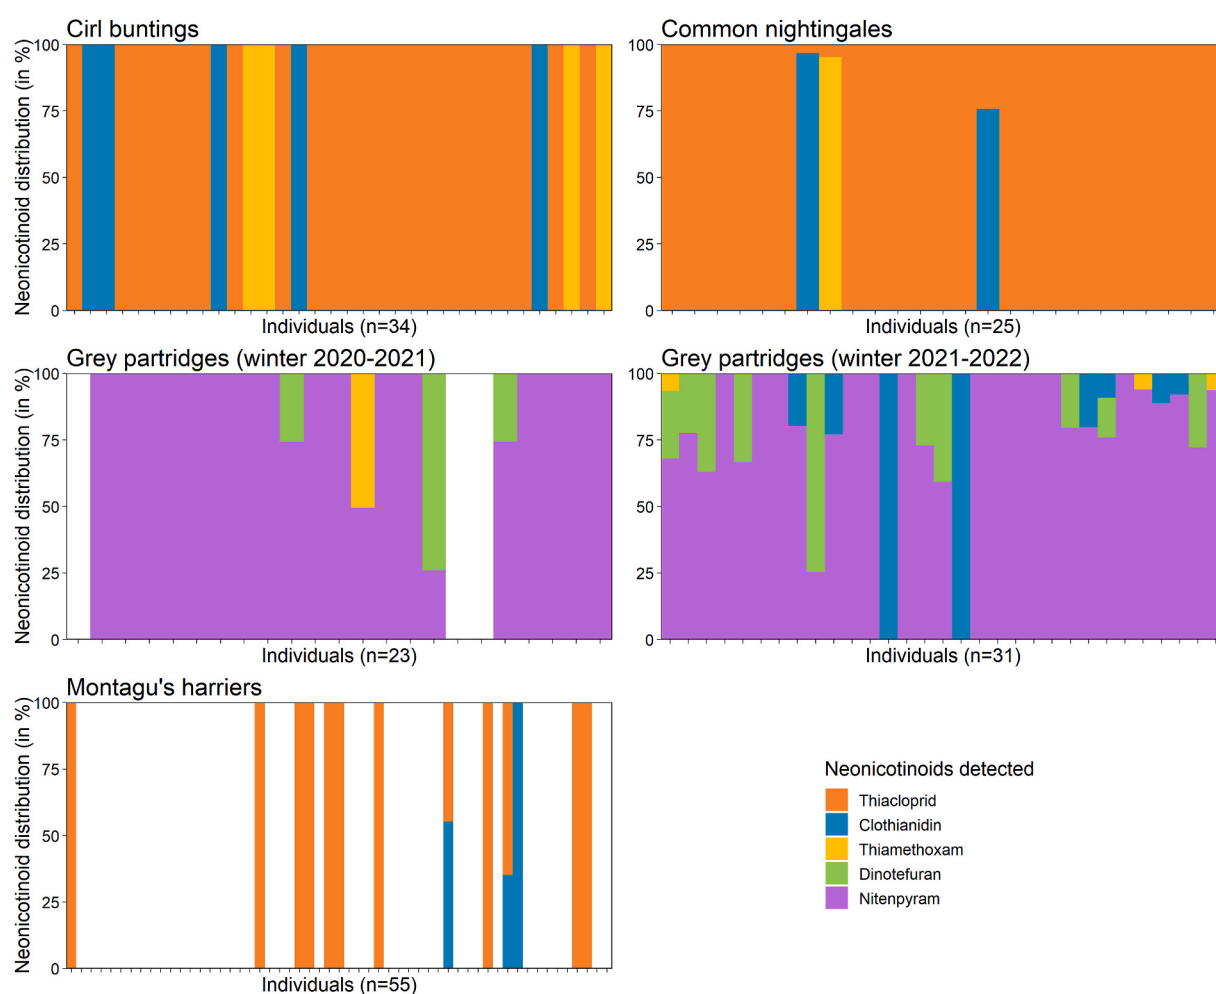 Cirl buntings
Neonicotinoid distribution (in %)
100
75
50
25
0
Individuals (n=34)
Common nightingales
100
75
50
25
0
Individuals (n=25)
Grey partridges (winter 2020-2021)
Neonicotinoid distribution (in %)
100
75
50
25
0
Individuals (n=23)
Grey partridges (winter 2021-2022)
100
75
50
25
0
Individuals (n=31)
Montagu's harriers
Neonicotinoid distribution (in %)
100
75
50
25
0
Individuals (n=55)
Neonicotinoids detected
Thiacloprid
Clothianidin
Thiamethoxam
Dinotefuran
Nitenpyram